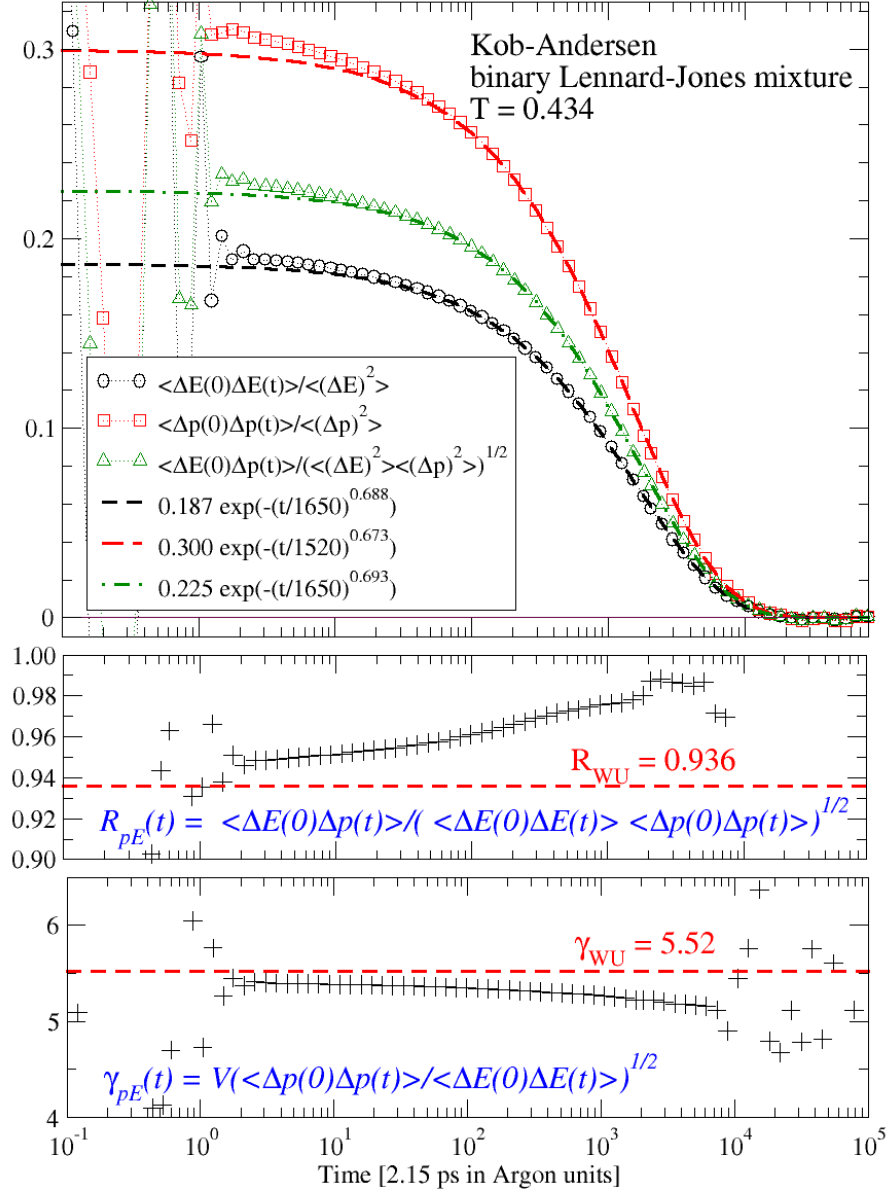 Kob-Andersen
binary Lennard-Jones mixture
T = 0.434
0.3
0.2
0.1
0
<ΔE(0)ΔE(t)>/<(ΔE)²>
<Δp(0)Δp(t)>/<(Δp)²>
<ΔE(0)Δp(t)>/(<(ΔE)²><(Δp)²>)^1/2
0.187 exp(-(t/1650)^0.688)
0.300 exp(-(t/1520)^0.673)
0.225 exp(-(t/1650)^0.693)
1.00
0.98
0.96
0.94
0.92
0.90
R_WU = 0.936
R_pE(t) = <ΔE(0)Δp(t)>/( <ΔE(0)ΔE(t)> <Δp(0)Δp(t)>)^1/2
6
5
4
γ_WU = 5.52
γ_pE(t) = V(<Δp(0)Δp(t)>/<ΔE(0)ΔE(t)>)^1/2
10^-1 10^0 10^1 10^2 10^3 10^4 10^5
Time [2.15 ps in Argon units]